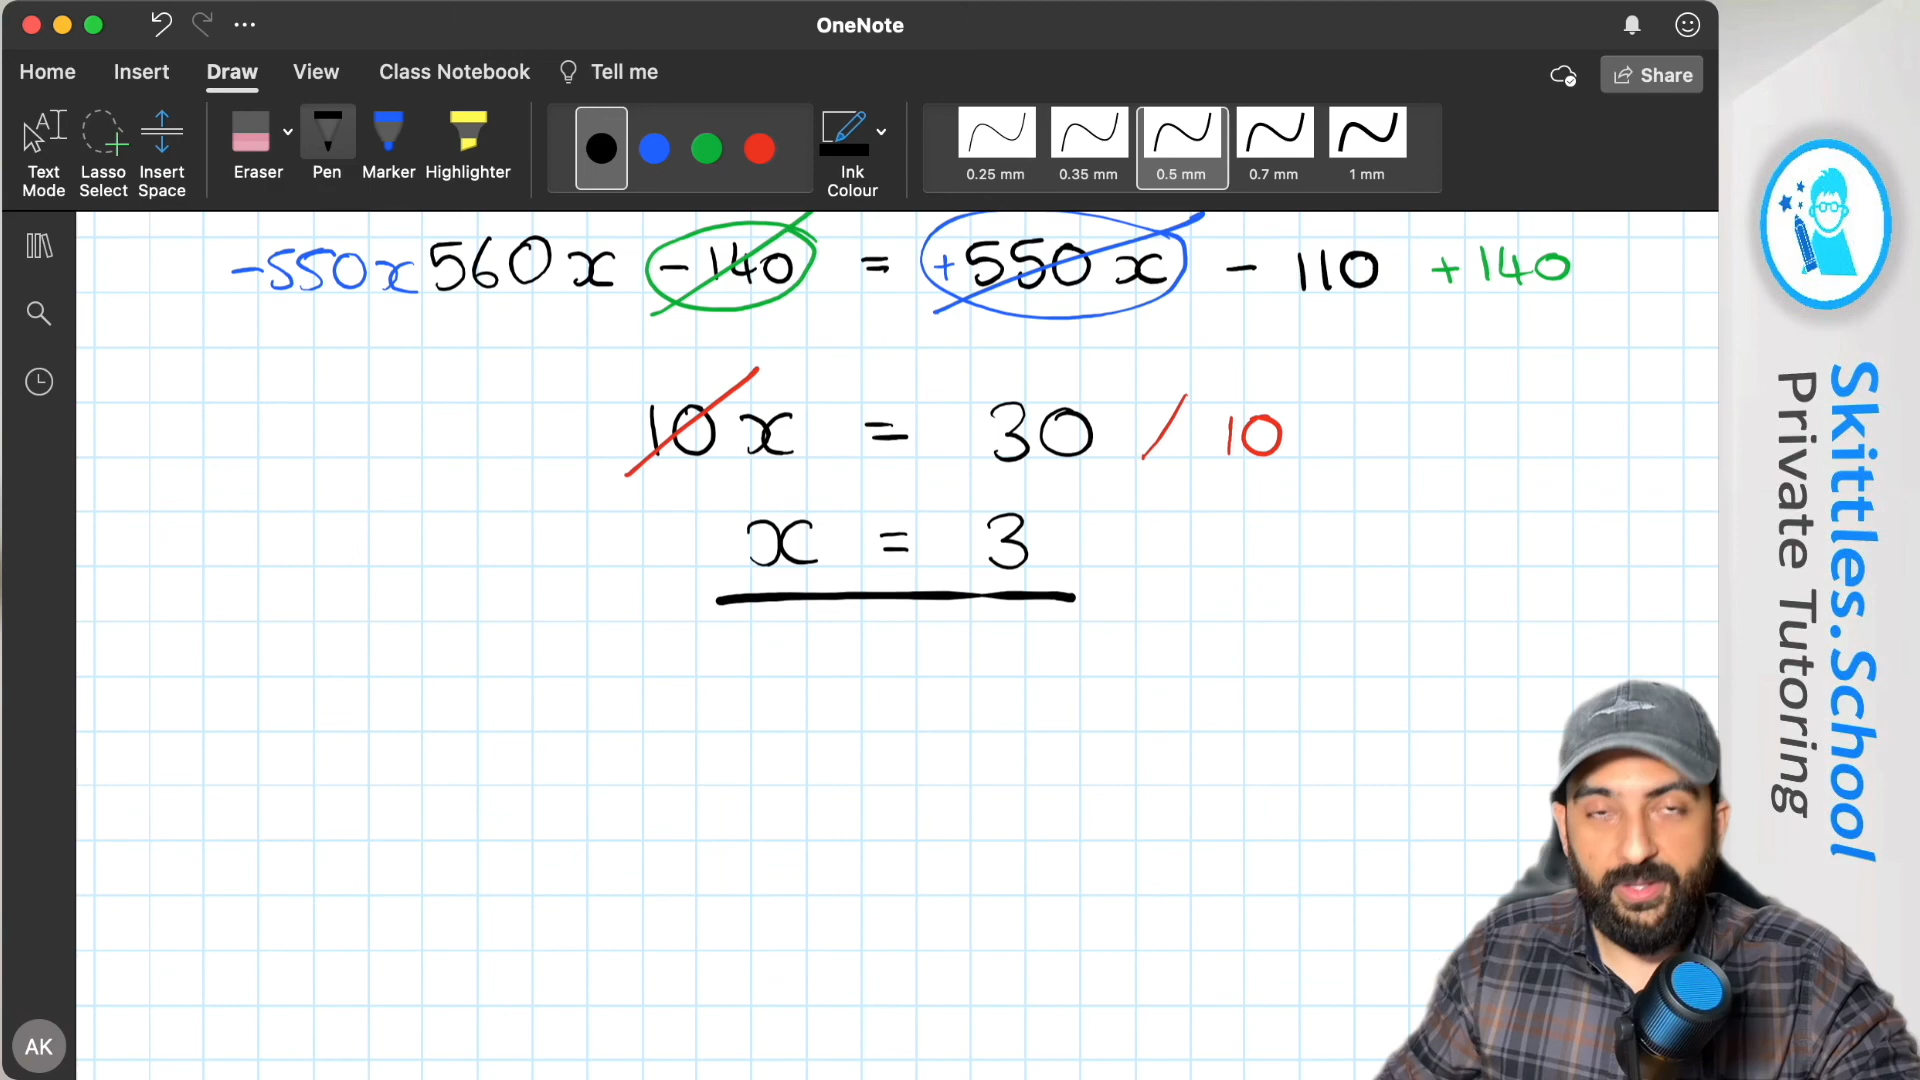 OneNote
Home Insert Draw View Class Notebook Tell me Share
Text Mode Lasso Select Insert Space Eraser Pen Marker Highlighter Ink Colour 0.25 mm 0.35 mm 0.5 mm 0.7 mm 1 mm
-550x 560x - 140 = +550x - 110 + 140
10x = 30 / 10
x = 3
AK
Skittles.School
Private Tutoring